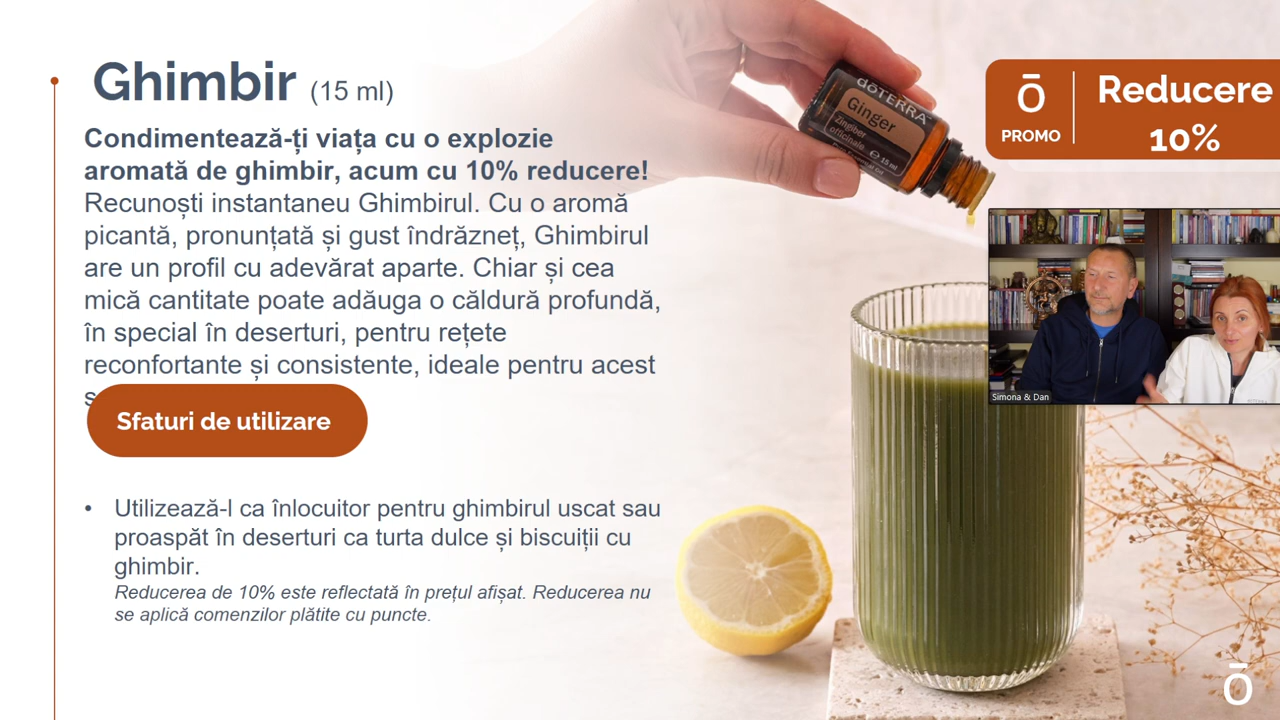 Ghimbir (15 ml)
Condimentează-ți viața cu o explozie
aromată de ghimbir, acum cu 10% reducere!
Recunoști instantaneu Ghimbirul. Cu o aromă
picantă, pronunțată și gust îndrăzneț, Ghimbirul
are un profil cu adevărat aparte. Chiar și cea
mică cantitate poate adăuga o căldură profundă,
în special în deserturi, pentru rețete
reconfortante și consistente, ideale pentru acest
Sfaturi de utilizare
• Utilizează-l ca înlocuitor pentru ghimbirul uscat sau
proaspăt în deserturi ca turta dulce și biscuiții cu
ghimbir.
Reducerea de 10% este reflectată în prețul afișat. Reducerea nu
se aplică comenzilor plătite cu puncte.
dōTERRA
Ginger
Zingiber
officinale
15 ml
ō
PROMO
Reducere
10%
Simona & Dan
ō